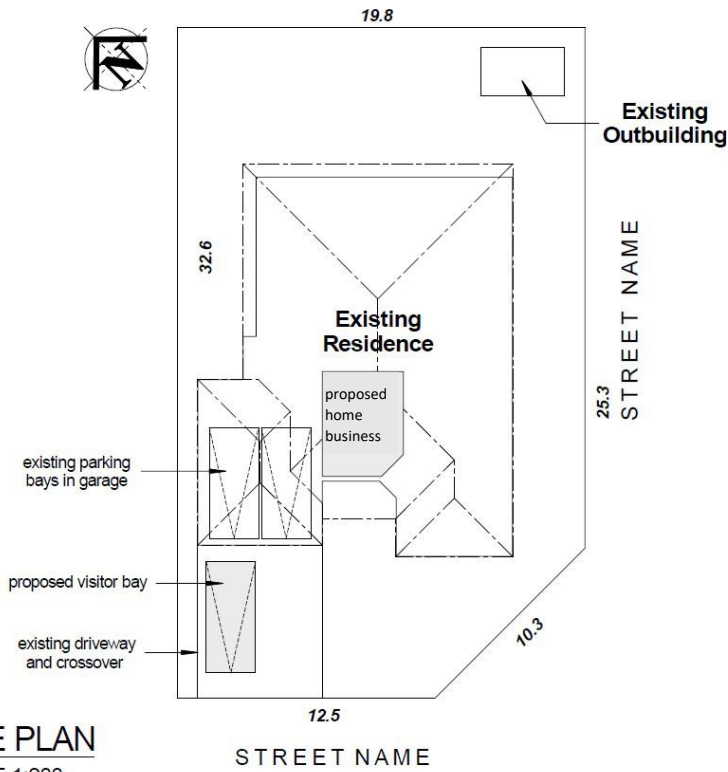 19.8
N
Existing
Outbuilding
32.6
STREET NAME
25.3
Existing
Residence
proposed
home
business
existing parking
bays in garage
proposed visitor bay
existing driveway
and crossover
10.3
12.5
E PLAN
STREET NAME